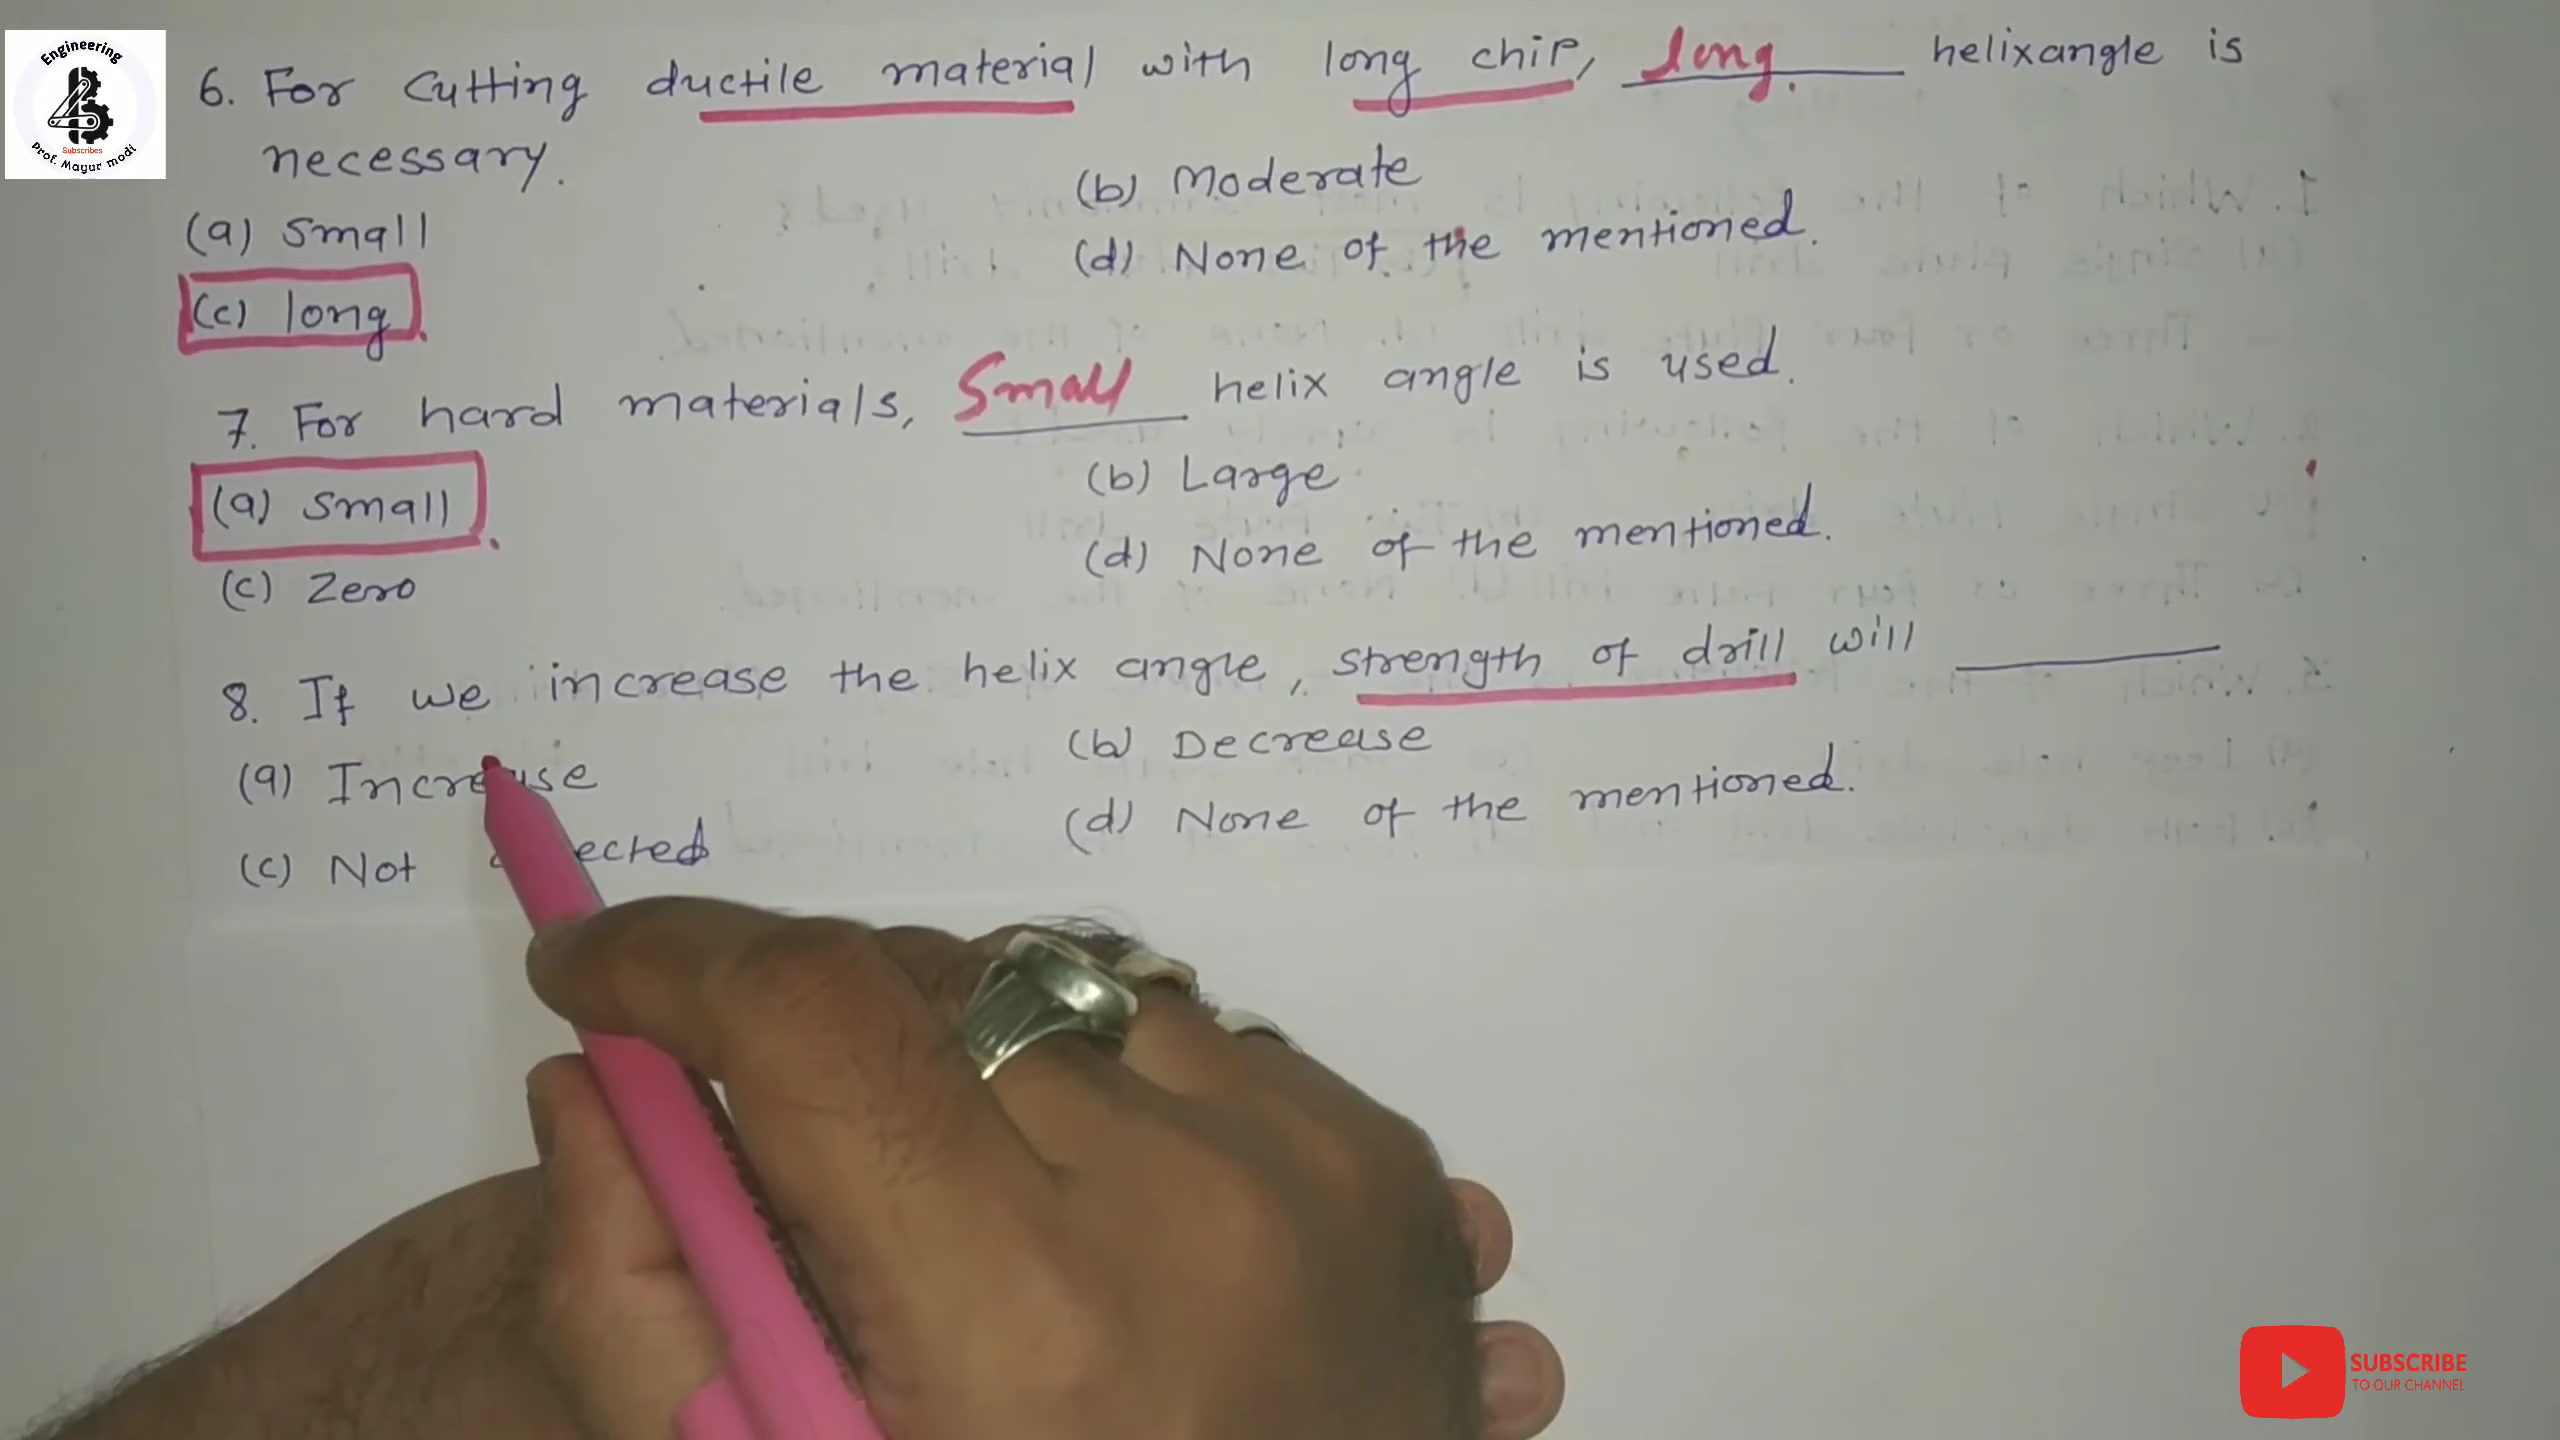 Engineering
Subscribes
Prof. Mayur modi
6. For Cutting ductile material with long chip, long. helixangle is
necessary.
(a) Small
(b) Moderate
(c) long.
(d) None of the mentioned.
7. For hard materials, Small helix angle is used.
(a) Small.
(b) Large
(c) Zero
(d) None of the mentioned.
8. If we increase the helix angle, strength of drill will
(a) Increase
(b) Decrease
(c) Not
(d) None of the mentioned.
SUBSCRIBE
TO OUR CHANNEL